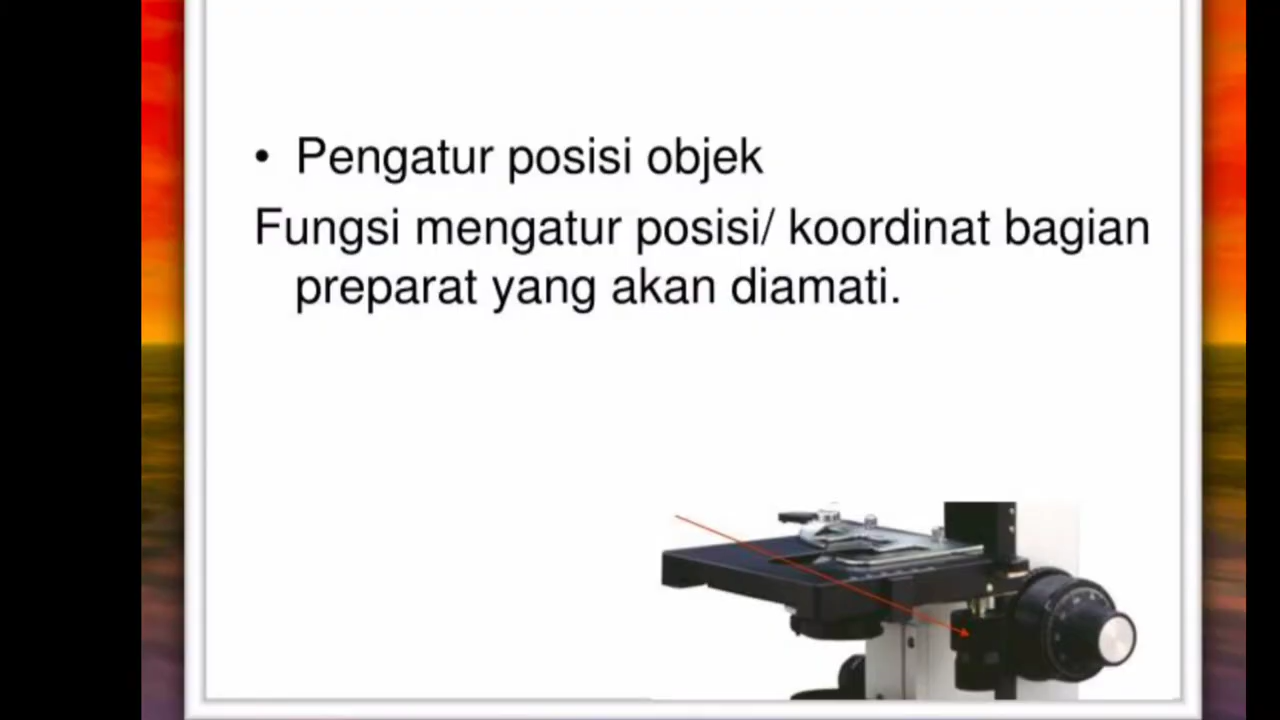 • Pengatur posisi objek
Fungsi mengatur posisi/ koordinat bagian
preparat yang akan diamati.